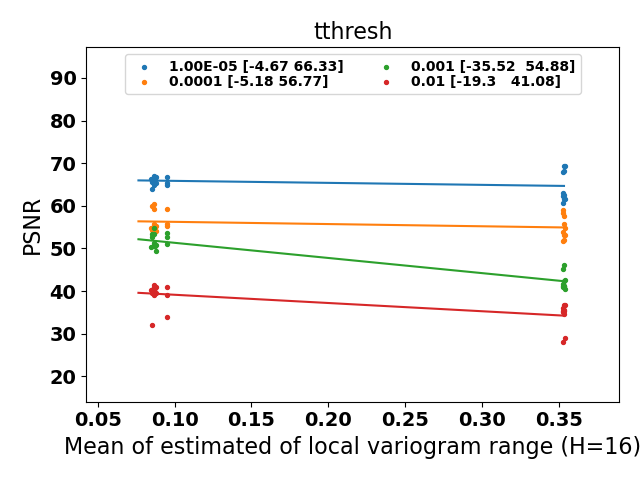 tthresh
1.00E-05 [-4.67 66.33]
0.0001 [-5.18 56.77]
0.001 [-35.52  54.88]
0.01 [-19.3   41.08]
PSNR
90
80
70
60
50
40
30
20
0.05 0.10 0.15 0.20 0.25 0.30 0.35
Mean of estimated of local variogram range (H=16)